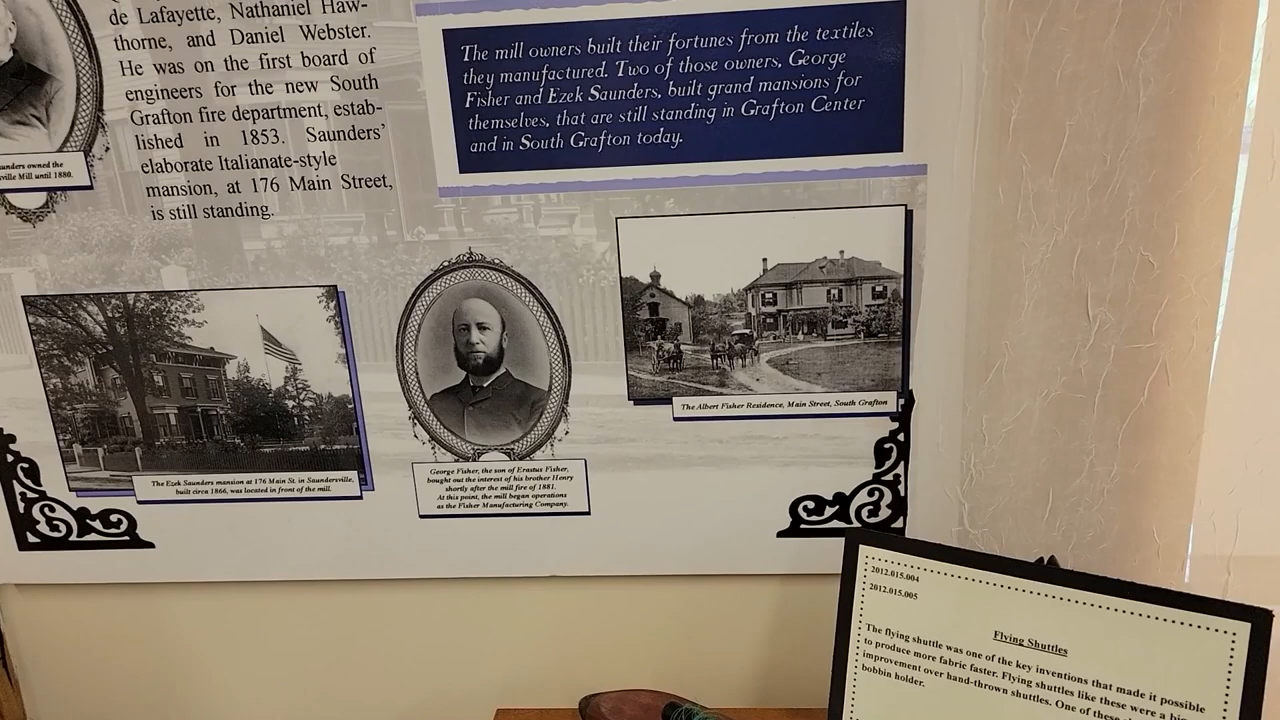 de Lafayette, Nathaniel Haw-
thorne, and Daniel Webster.
He was on the first board of
engineers for the new South
Grafton fire department, estab-
lished in 1853. Saunders'
elaborate Italianate-style
mansion, at 176 Main Street,
is still standing.
The mill owners built their fortunes from the textiles
they manufactured. Two of those owners, George
Fisher and Ezek Saunders, built grand mansions for
themselves, that are still standing in Grafton Center
and in South Grafton today.
owned the
Mill until 1880.
The Albert Fisher Residence, Main Street, South Grafton
The Ezek Saunders mansion at 176 Main St. in Saundersville,
built circa 1866, was located in front of the mill.
George Fisher, the son of Erastus Fisher,
bought out the interest of his brother Henry
shortly after the mill fire of 1881.
At this point, the mill began operations
as the Fisher Manufacturing Company.
2012.015.004
2012.015.005
Flying Shuttles
The flying shuttle was one of the key inventions that made it possible
to produce more fabric faster. Flying shuttles like these were a
improvement over hand-thrown shuttles. One of these
bobbin holder.